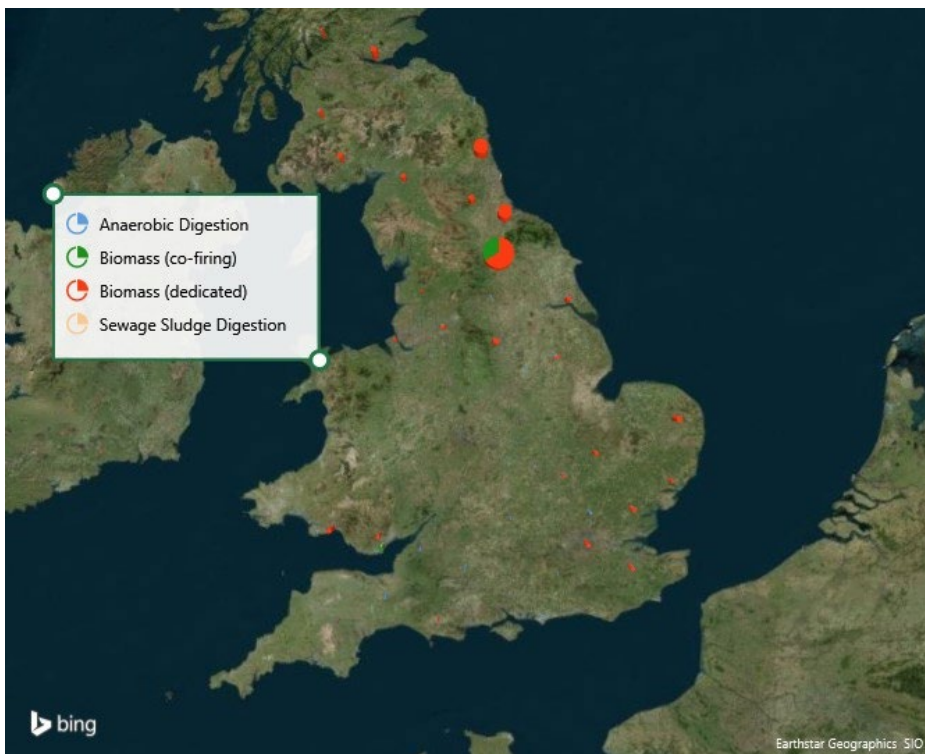 Anaerobic Digestion
Biomass (co-firing)
Biomass (dedicated)
Sewage Sludge Digestion
bing
Earthstar Geographics SIO